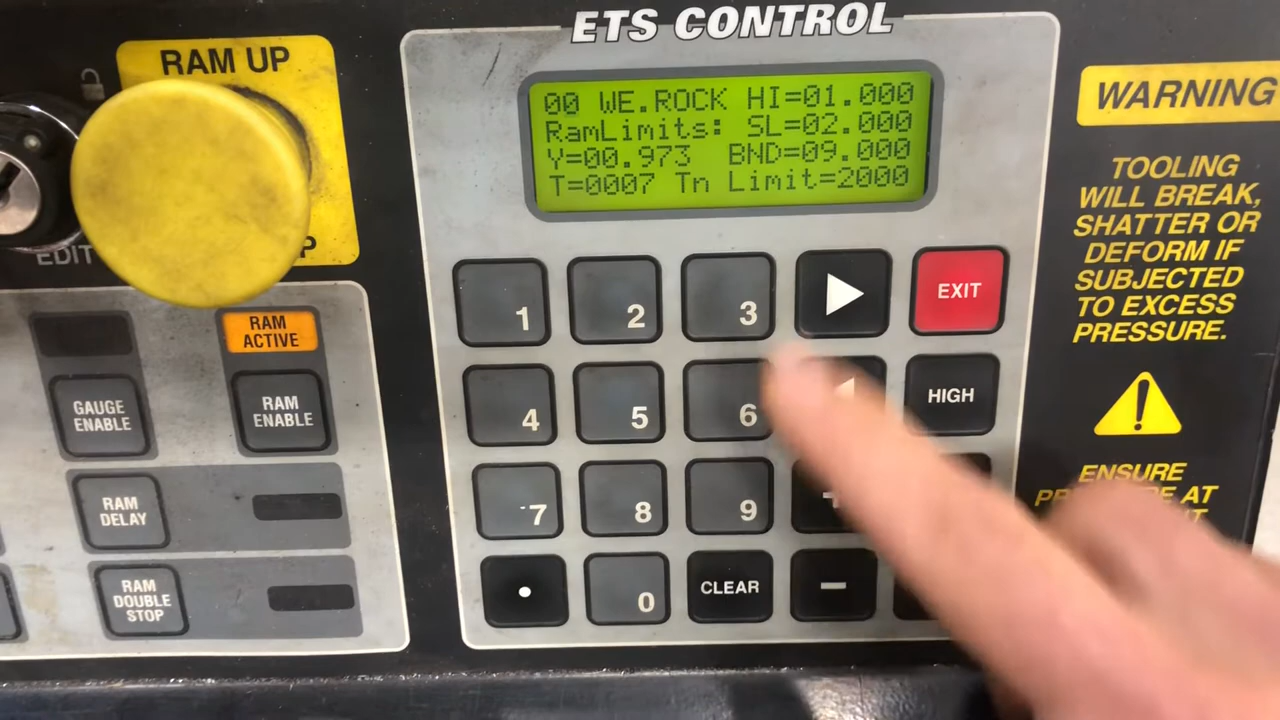 ETS CONTROL
RAM UP
EDIT
P
00 WE.ROCK HI=01.000
RamLimits: SL=02.000
Y=00.973 BND=09.000
T=0007 Tn Limit=2000
WARNING
TOOLING
WILL BREAK,
SHATTER OR
DEFORM IF
SUBJECTED
TO EXCESS
PRESSURE.
ENSURE
AT
1 2 3 EXIT
4 5 6 HIGH
7 8 9 +
. 0 CLEAR −
RAM
ACTIVE
GAUGE
ENABLE
RAM
ENABLE
RAM
DELAY
RAM
DOUBLE
STOP